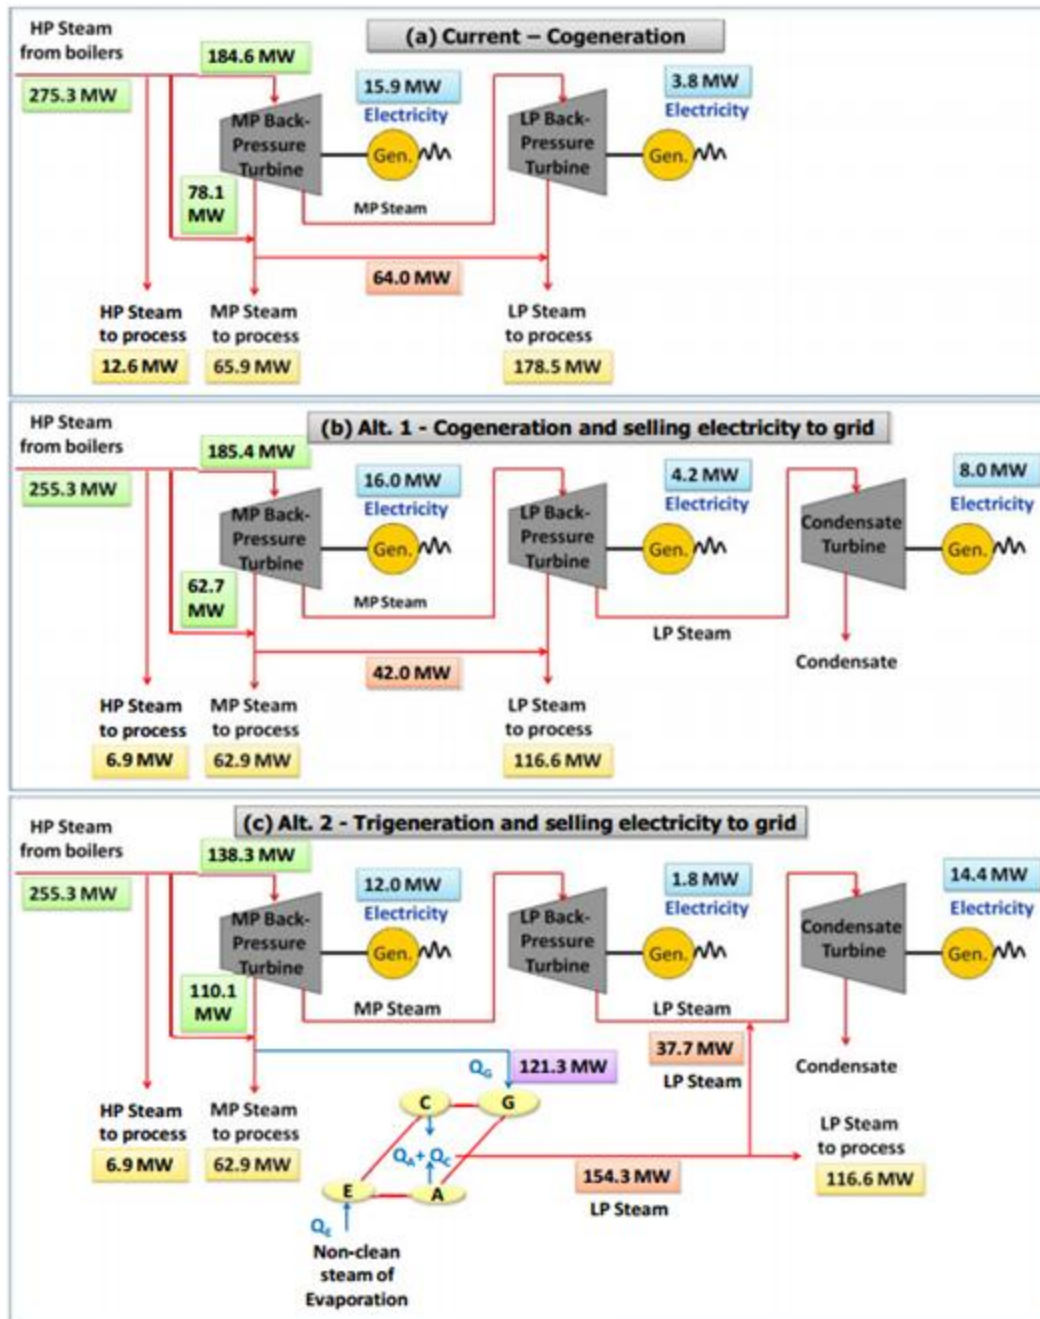 (a) Current – Cogeneration
HP Steam
from boilers
275.3 MW
184.6 MW
MP Back-
Pressure
Turbine
15.9 MW
Electricity
Gen.
LP Back-
Pressure
Turbine
3.8 MW
Electricity
Gen.
78.1
MW
MP Steam
64.0 MW
HP Steam
to process
12.6 MW
MP Steam
to process
65.9 MW
LP Steam
to process
178.5 MW
(b) Alt. 1 - Cogeneration and selling electricity to grid
HP Steam
from boilers
255.3 MW
185.4 MW
MP Back-
Pressure
Turbine
16.0 MW
Electricity
Gen.
LP Back-
Pressure
Turbine
4.2 MW
Electricity
Gen.
Condensate
Turbine
8.0 MW
Electricity
Gen.
62.7
MW
MP Steam
LP Steam
Condensate
42.0 MW
HP Steam
to process
6.9 MW
MP Steam
to process
62.9 MW
LP Steam
to process
116.6 MW
(c) Alt. 2 - Trigeneration and selling electricity to grid
HP Steam
from boilers
255.3 MW
138.3 MW
MP Back-
Pressure
Turbine
12.0 MW
Electricity
Gen.
LP Back-
Pressure
Turbine
1.8 MW
Electricity
Gen.
Condensate
Turbine
14.4 MW
Electricity
Gen.
110.1
MW
MP Steam
LP Steam
37.7 MW
LP Steam
Condensate
QG
121.3 MW
C
G
QA+ QC
E
A
QE
Non-clean
steam of
Evaporation
154.3 MW
LP Steam
HP Steam
to process
6.9 MW
MP Steam
to process
62.9 MW
LP Steam
to process
116.6 MW